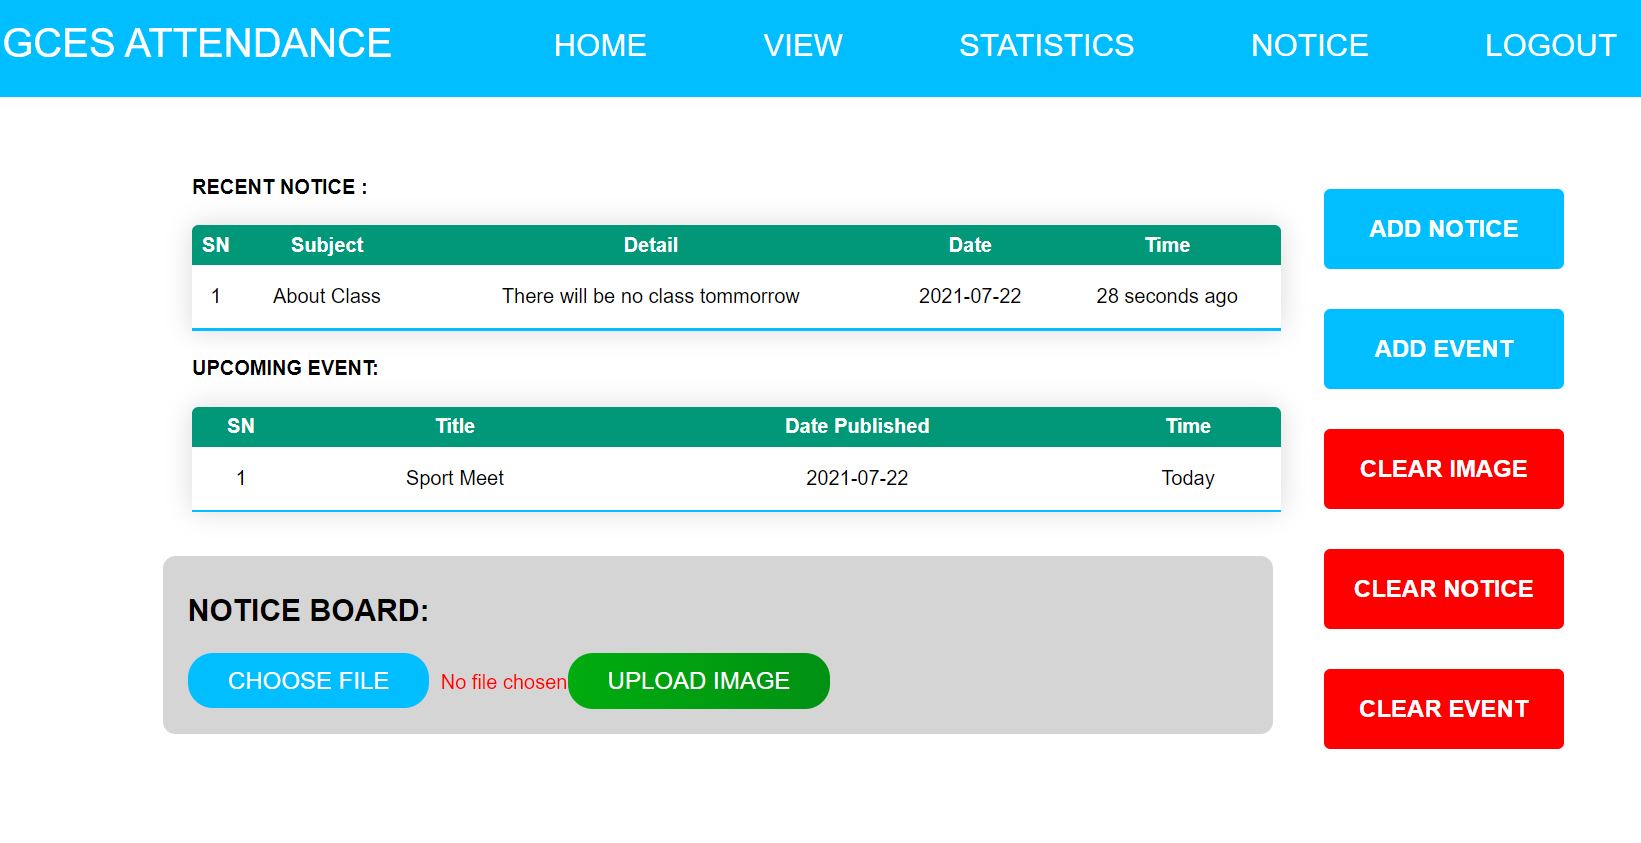 GCES ATTENDANCE HOME VIEW STATISTICS NOTICE LOGOUT
RECENT NOTICE :
SN Subject Detail Date Time
1 About Class There will be no class tommorrow 2021-07-22 28 seconds ago
UPCOMING EVENT:
SN Title Date Published Time
1 Sport Meet 2021-07-22 Today
NOTICE BOARD:
CHOOSE FILE No file chosen UPLOAD IMAGE
ADD NOTICE
ADD EVENT
CLEAR IMAGE
CLEAR NOTICE
CLEAR EVENT